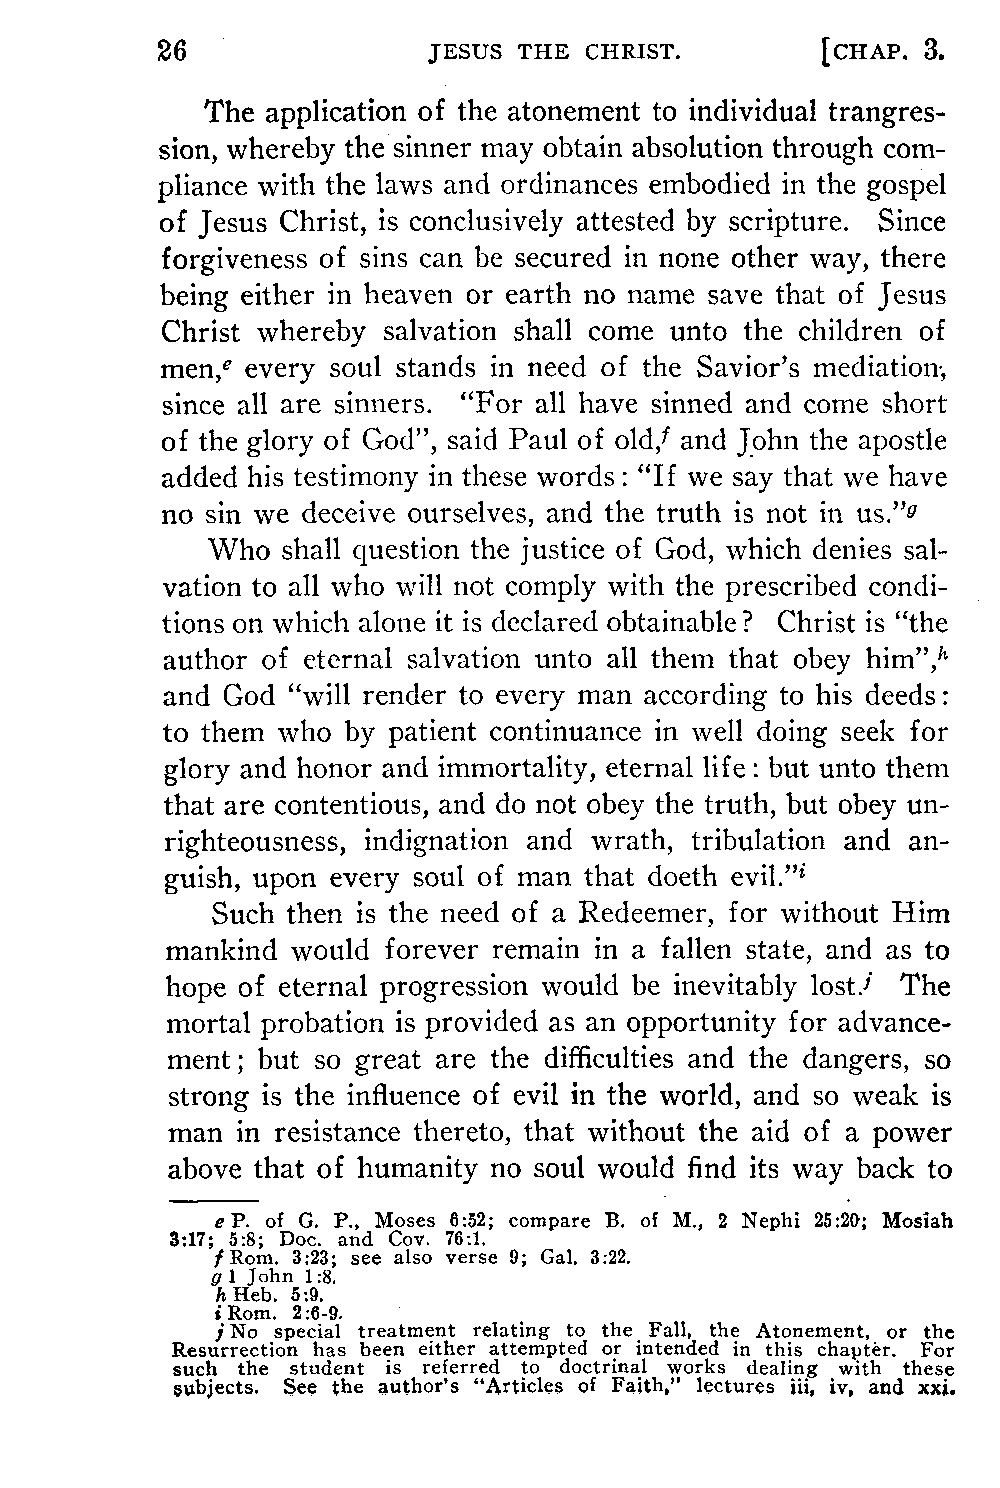 26 JESUS THE CHRIST. [CHAP. 3.
The application of the atonement to individual trangres-
sion, whereby the sinner may obtain absolution through com-
pliance with the laws and ordinances embodied in the gospel
of Jesus Christ, is conclusively attested by scripture. Since
forgiveness of sins can be secured in none other way, there
being either in heaven or earth no name save that of Jesus
Christ whereby salvation shall come unto the children of
men,e every soul stands in need of the Savior's mediation,
since all are sinners. "For all have sinned and come short
of the glory of God", said Paul of old,f and John the apostle
added his testimony in these words: "If we say that we have
no sin we deceive ourselves, and the truth is not in us."g
Who shall question the justice of God, which denies sal-
vation to all who will not comply with the prescribed condi-
tions on which alone it is declared obtainable? Christ is "the
author of eternal salvation unto all them that obey him",h
and God "will render to every man according to his deeds:
to them who by patient continuance in well doing seek for
glory and honor and immortality, eternal life: but unto them
that are contentious, and do not obey the truth, but obey un-
righteousness, indignation and wrath, tribulation and an-
guish, upon every soul of man that doeth evil."i
Such then is the need of a Redeemer, for without Him
mankind would forever remain in a fallen state, and as to
hope of eternal progression would be inevitably lost.j The
mortal probation is provided as an opportunity for advance-
ment; but so great are the difficulties and the dangers, so
strong is the influence of evil in the world, and so weak is
man in resistance thereto, that without the aid of a power
above that of humanity no soul would find its way back to
e P. of G. P., Moses 6:52; compare B. of M., 2 Nephi 25:20; Mosiah
3:17; 5:8; Doc. and Cov. 76:1.
f Rom. 3:23; see also verse 9; Gal. 3:22.
g 1 John 1:8.
h Heb. 5:9.
i Rom. 2:6-9.
j No special treatment relating to the Fall, the Atonement, or the
Resurrection has been either attempted or intended in this chapter. For
such the student is referred to doctrinal works dealing with these
subjects. See the author's "Articles of Faith," lectures iii, iv, and xxi.